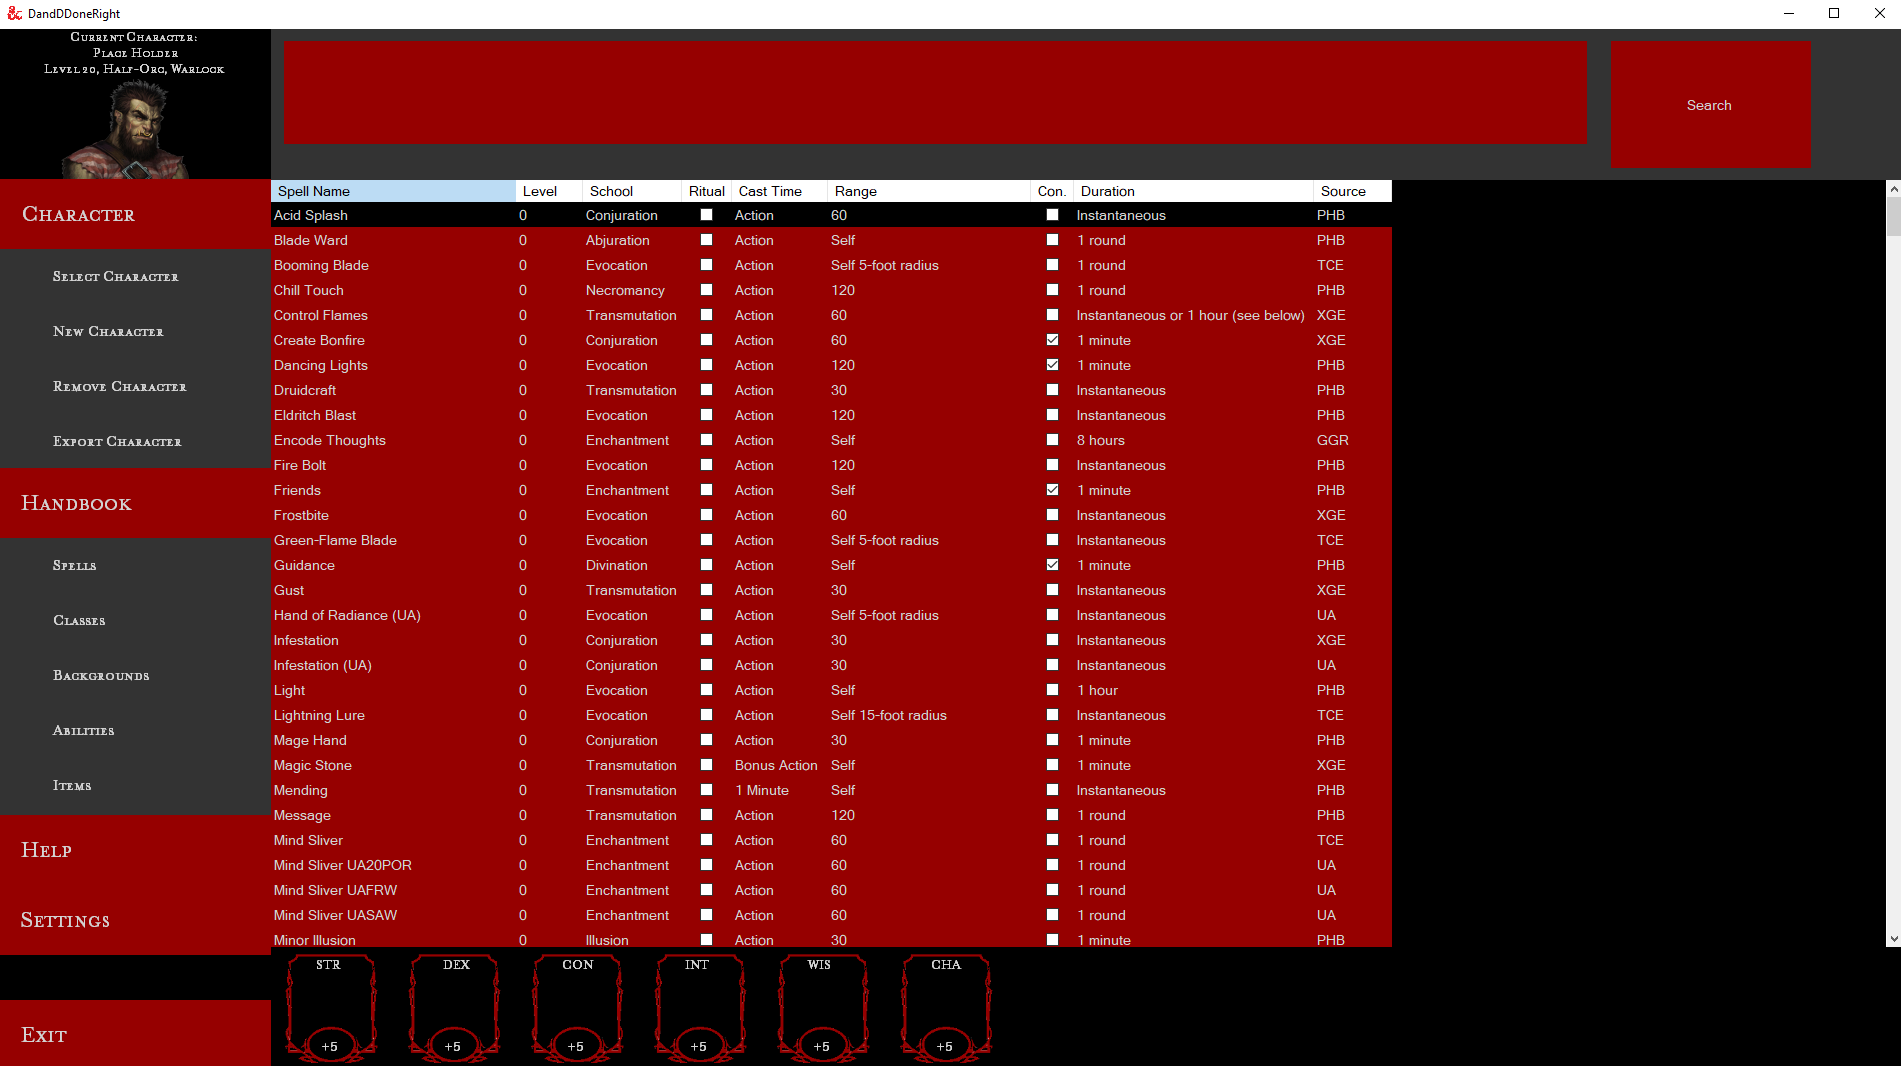 DandDDoneRight
Current Character:
Place Holder
Level 20, Half-Orc, Warlock
Search
Character
Select Character
New Character
Remove Character
Export Character
Handbook
Spells
Classes
Backgrounds
Abilities
Items
Help
Settings
Exit
Spell Name Level School Ritual Cast Time Range Con. Duration Source
Acid Splash 0 Conjuration Action 60 Instantaneous PHB
Blade Ward 0 Abjuration Action Self 1 round PHB
Booming Blade 0 Evocation Action Self 5-foot radius 1 round TCE
Chill Touch 0 Necromancy Action 120 1 round PHB
Control Flames 0 Transmutation Action 60 Instantaneous or 1 hour (see below) XGE
Create Bonfire 0 Conjuration Action 60 1 minute XGE
Dancing Lights 0 Evocation Action 120 1 minute PHB
Druidcraft 0 Transmutation Action 30 Instantaneous PHB
Eldritch Blast 0 Evocation Action 120 Instantaneous PHB
Encode Thoughts 0 Enchantment Action Self 8 hours GGR
Fire Bolt 0 Evocation Action 120 Instantaneous PHB
Friends 0 Enchantment Action Self 1 minute PHB
Frostbite 0 Evocation Action 60 Instantaneous XGE
Green-Flame Blade 0 Evocation Action Self 5-foot radius Instantaneous TCE
Guidance 0 Divination Action Self 1 minute PHB
Gust 0 Transmutation Action 30 Instantaneous XGE
Hand of Radiance (UA) 0 Evocation Action Self 5-foot radius Instantaneous UA
Infestation 0 Conjuration Action 30 Instantaneous XGE
Infestation (UA) 0 Conjuration Action 30 Instantaneous UA
Light 0 Evocation Action Self 1 hour PHB
Lightning Lure 0 Evocation Action Self 15-foot radius Instantaneous TCE
Mage Hand 0 Conjuration Action 30 1 minute PHB
Magic Stone 0 Transmutation Bonus Action Self 1 minute XGE
Mending 0 Transmutation 1 Minute Self Instantaneous PHB
Message 0 Transmutation Action 120 1 round PHB
Mind Sliver 0 Enchantment Action 60 1 round TCE
Mind Sliver UA20POR 0 Enchantment Action 60 1 round UA
Mind Sliver UAFRW 0 Enchantment Action 60 1 round UA
Mind Sliver UASAW 0 Enchantment Action 60 1 round UA
Minor Illusion 0 Illusion Action 30 1 minute PHB
STR DEX CON INT WIS CHA
+5 +5 +5 +5 +5 +5